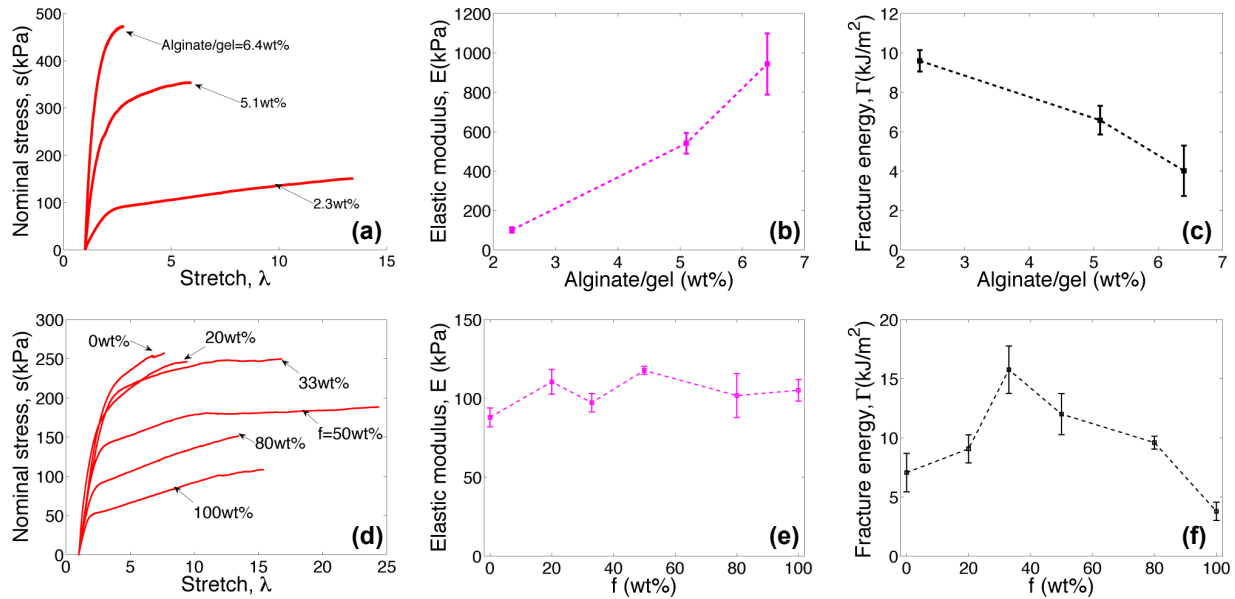 500
400
300
200
100
0
0
5
10
15
Nominal stress, s(kPa)
Stretch, λ
Alginate/gel=6.4wt%
5.1wt%
2.3wt%
(a)
1200
1000
800
600
400
200
0
2
3
4
5
6
7
Elastic modulus, E(kPa)
Alginate/gel (wt%)
(b)
12
10
8
6
4
2
0
2
3
4
5
6
7
Fracture energy, Γ(kJ/m²)
Alginate/gel (wt%)
(c)
300
250
200
150
100
50
0
0
5
10
15
20
25
Nominal stress, s(kPa)
Stretch, λ
0wt%
20wt%
33wt%
f=50wt%
80wt%
100wt%
(d)
150
100
50
0
0
20
40
60
80
100
Elastic modulus, E (kPa)
f (wt%)
(e)
20
15
10
5
0
0
20
40
60
80
100
Fracture energy, Γ(kJ/m²)
f (wt%)
(f)